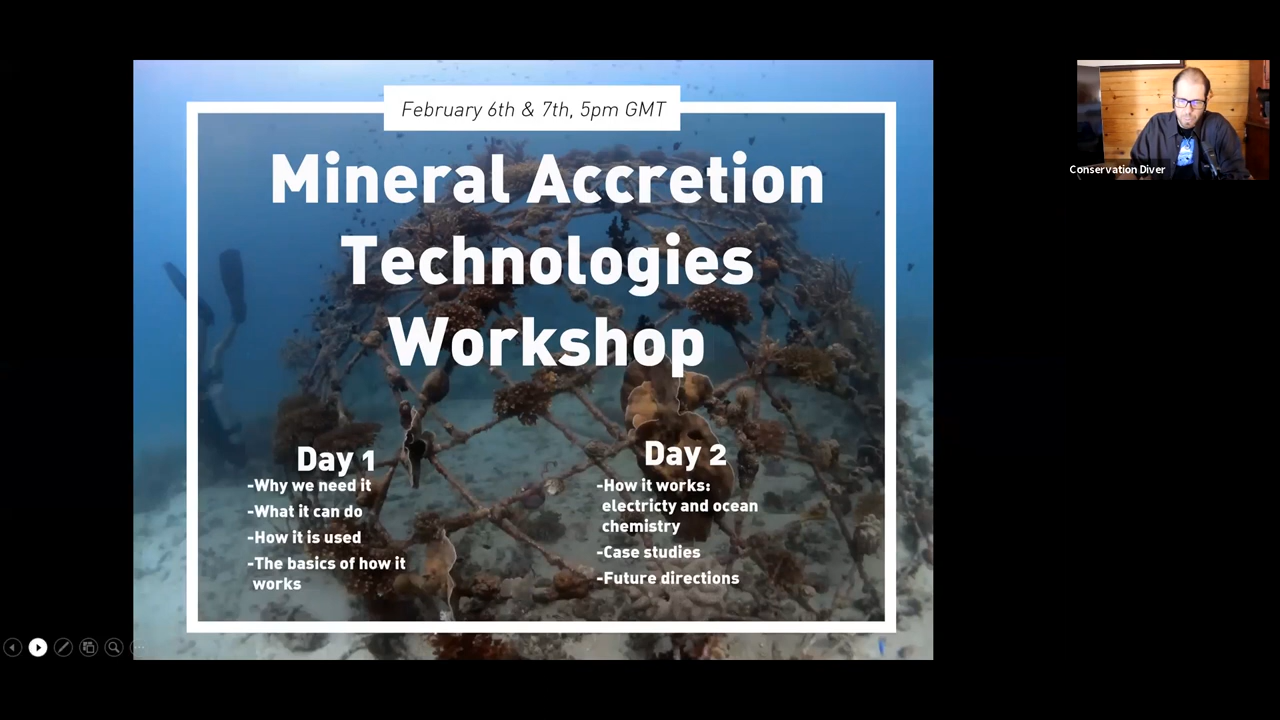 February 6th & 7th, 5pm GMT
Mineral Accretion
Technologies
Workshop
Day 1
-Why we need it
-What it can do
-How it is used
-The basics of how it
works
Day 2
-How it works:
electricty and ocean
chemistry
-Case studies
-Future directions
Conservation Diver